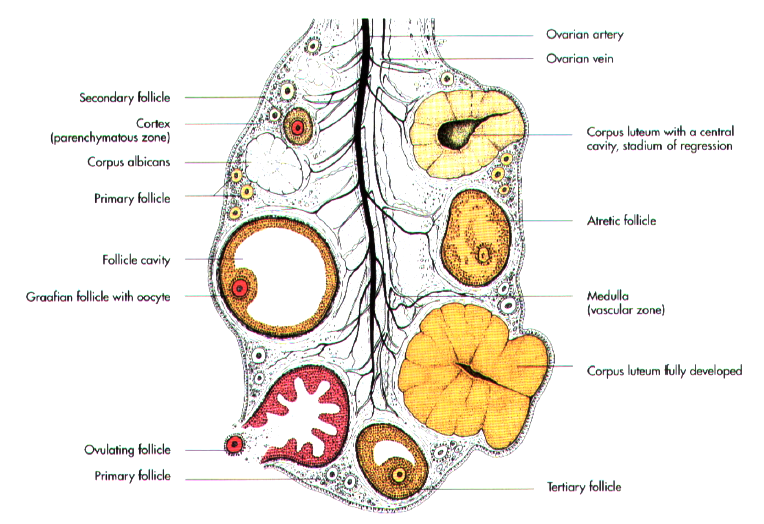 Ovarian artery
Ovarian vein
Secondary follicle
Cortex
(parenchymatous zone)
Corpus albicans
Primary follicle
Follicle cavity
Graafian follicle with oocyte
Ovulating follicle
Primary follicle
Corpus luteum with a central
cavity, stadium of regression
Atretic follicle
Medulla
(vascular zone)
Corpus luteum fully developed
Tertiary follicle